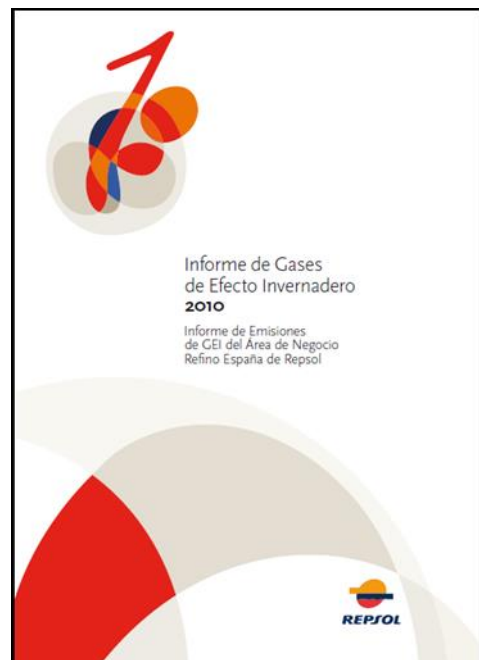 Informe de Gases
de Efecto Invernadero
2010
Informe de Emisiones
de GEI del Área de Negocio
Refino España de Repsol
REPSOL